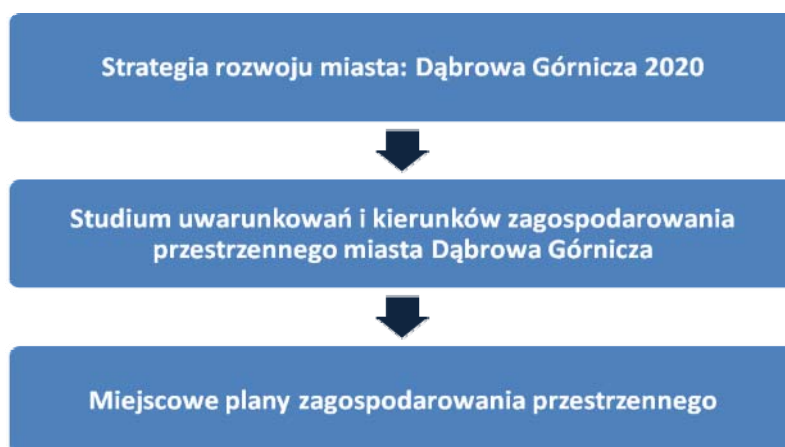 Strategia rozwoju miasta: Dąbrowa Górnicza 2020
Studium uwarunkowań i kierunków zagospodarowania
przestrzennego miasta Dąbrowa Górnicza
Miejscowe plany zagospodarowania przestrzennego